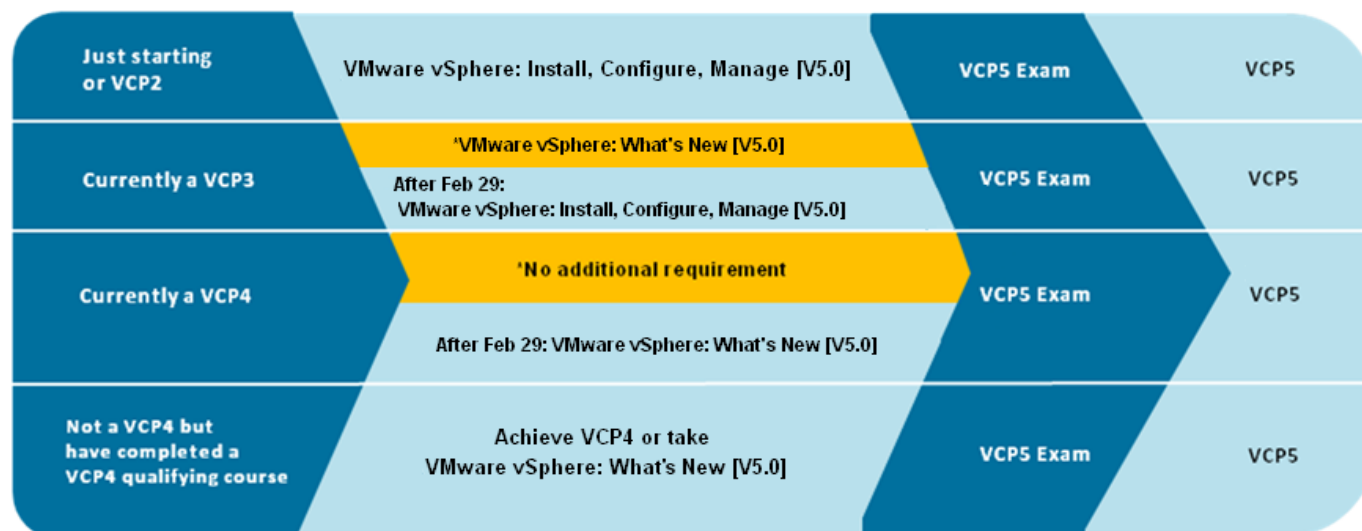 Just starting
or VCP2
VMware vSphere: Install, Configure, Manage [V5.0]
VCP5 Exam
VCP5
Currently a VCP3
*VMware vSphere: What's New [V5.0]
After Feb 29:
VMware vSphere: Install, Configure, Manage [V5.0]
VCP5 Exam
VCP5
Currently a VCP4
*No additional requirement
After Feb 29: VMware vSphere: What's New [V5.0]
VCP5 Exam
VCP5
Not a VCP4 but
have completed a
VCP4 qualifying course
Achieve VCP4 or take
VMware vSphere: What's New [V5.0]
VCP5 Exam
VCP5